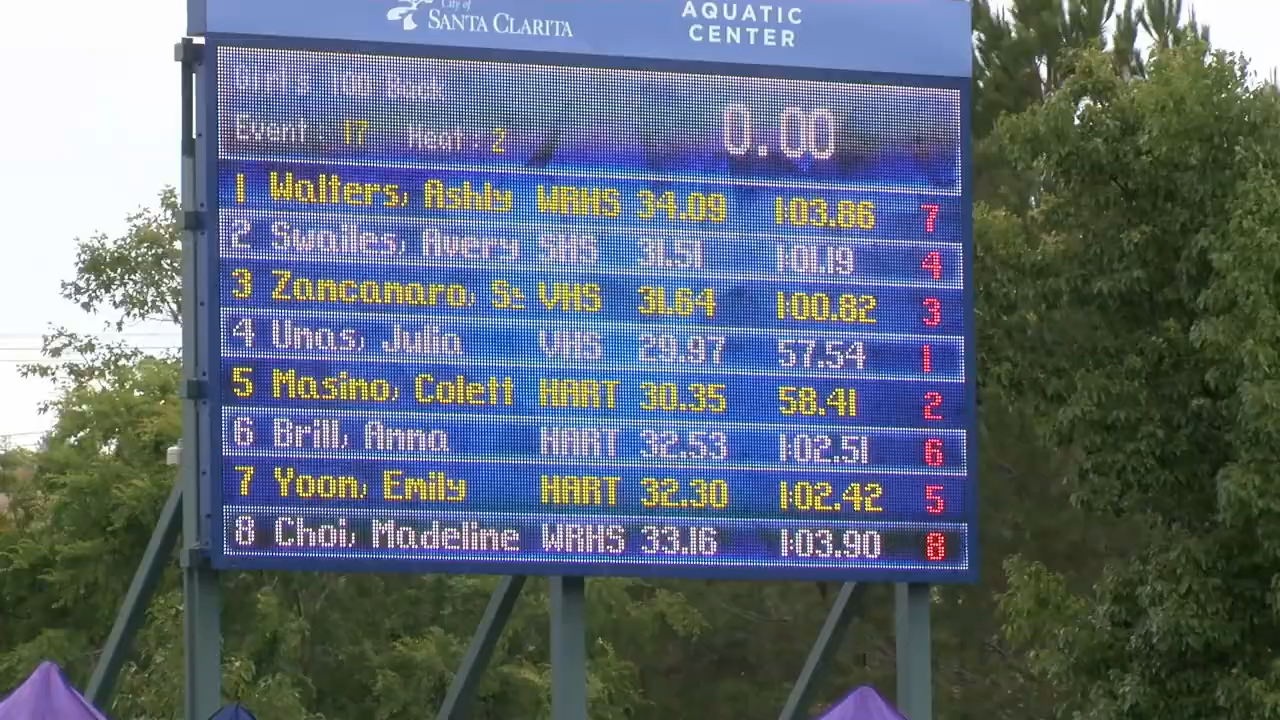 City of
SANTA CLARITA
AQUATIC
CENTER
Girl's 100 Back
Event: 17 Heat: 2
0.00
1 Walters, Ashly WRHS 34.09 1:03.86 7
2 Swajles, Avery SHS 31.51 1:01.19 4
3 Zancanaro, S: VHS 31.64 1:00.82 3
4 Unas, Julia VHS 29.97 57.54 1
5 Masino, Colett HART 30.35 58.41 2
6 Brill, Anna HART 32.53 1:02.51 6
7 Yoon, Emily HART 32.30 1:02.42 5
8 Choi, Madeline WRHS 33.16 1:03.90 8